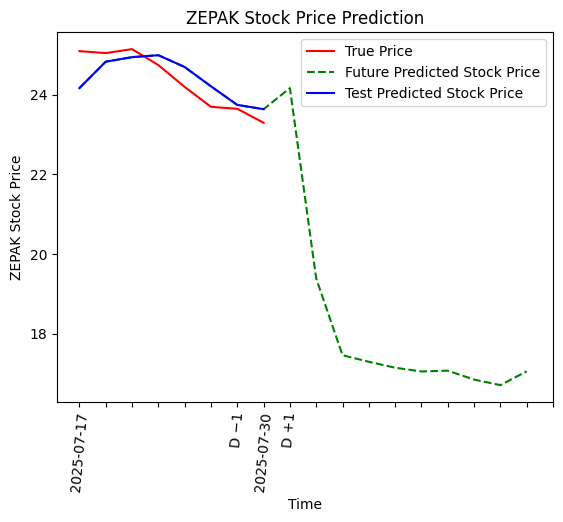 ZEPAK Stock Price Prediction
True Price
Future Predicted Stock Price
Test Predicted Stock Price
ZEPAK Stock Price
24
22
20
18
2025-07-17
D −1
2025-07-30
D +1
Time